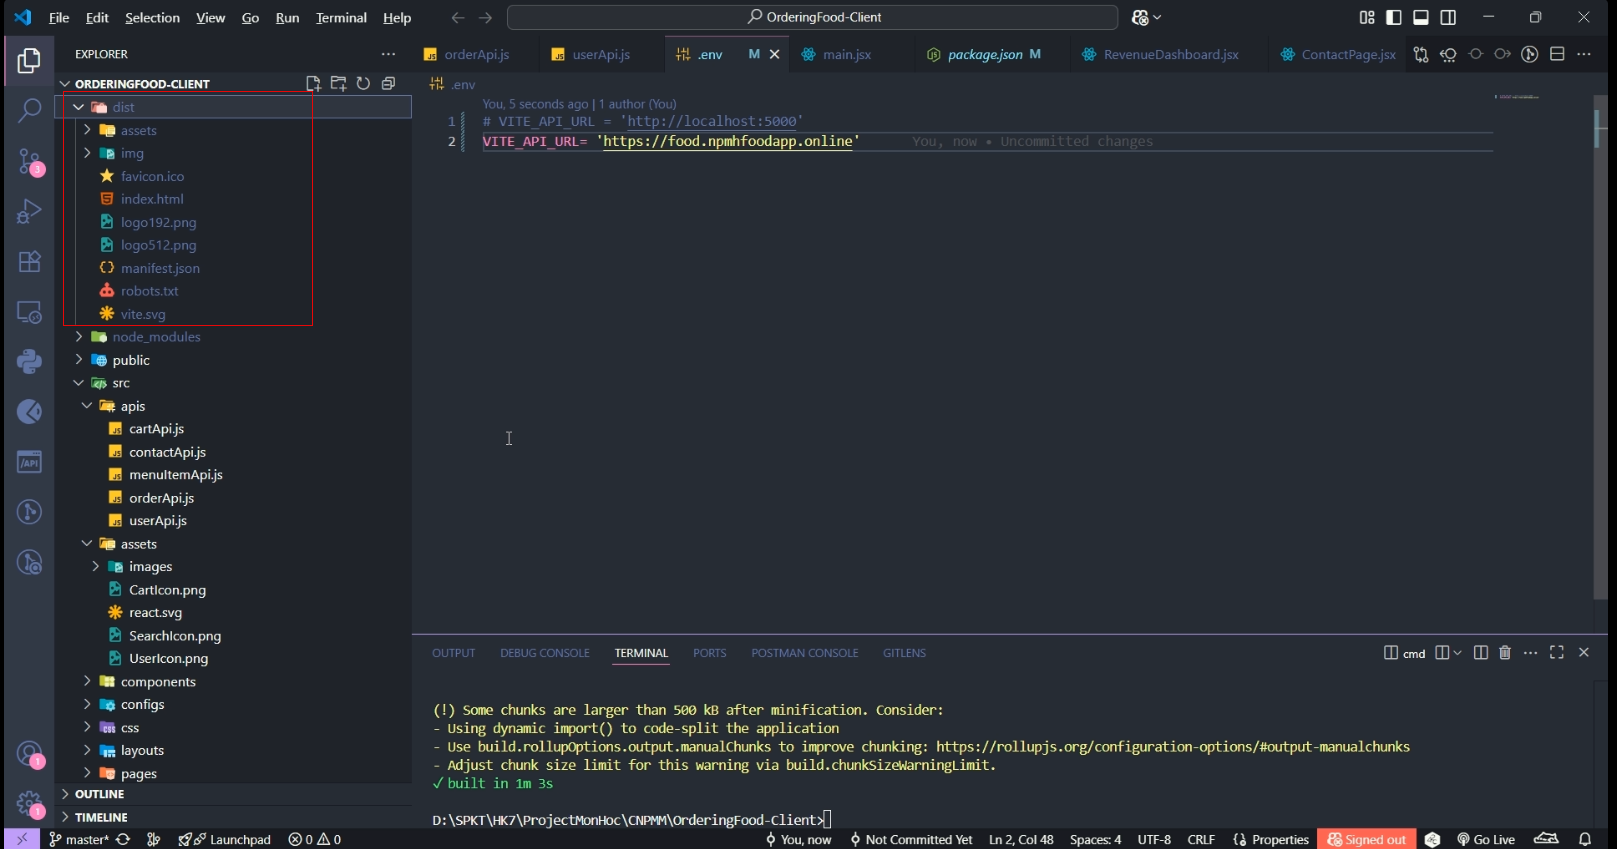 File Edit Selection View Go Run Terminal Help
OrderingFood-Client
EXPLORER
orderApi.js
userApi.js
.env M
main.jsx
package.json M
RevenueDashboard.jsx
ContactPage.jsx
ORDERINGFOOD-CLIENT
dist
assets
img
favicon.ico
index.html
logo192.png
logo512.png
manifest.json
robots.txt
vite.svg
node_modules
public
src
apis
cartApi.js
contactApi.js
menuItemApi.js
orderApi.js
userApi.js
assets
images
CartIcon.png
react.svg
SearchIcon.png
UserIcon.png
components
configs
css
layouts
pages
OUTLINE
TIMELINE
3
1
1
/API
.env
You, 5 seconds ago | 1 author (You)
1 # VITE_API_URL = 'http://localhost:5000'
2 VITE_API_URL= 'https://food.npmhfoodapp.online' You, now • Uncommitted changes
OUTPUT DEBUG CONSOLE TERMINAL PORTS POSTMAN CONSOLE GITLENS
cmd
(!) Some chunks are larger than 500 kB after minification. Consider:
- Using dynamic import() to code-split the application
- Use build.rollupOptions.output.manualChunks to improve chunking: https://rollupjs.org/configuration-options/#output-manualchunks
- Adjust chunk size limit for this warning via build.chunkSizeWarningLimit.
✓ built in 1m 3s
D:\SPKT\HK7\ProjectMonHoc\CNPMM\OrderingFood-Client>
master* Launchpad 0 0 You, now Not Committed Yet Ln 2, Col 48 Spaces: 4 UTF-8 CRLF {} Properties Signed out Go Live